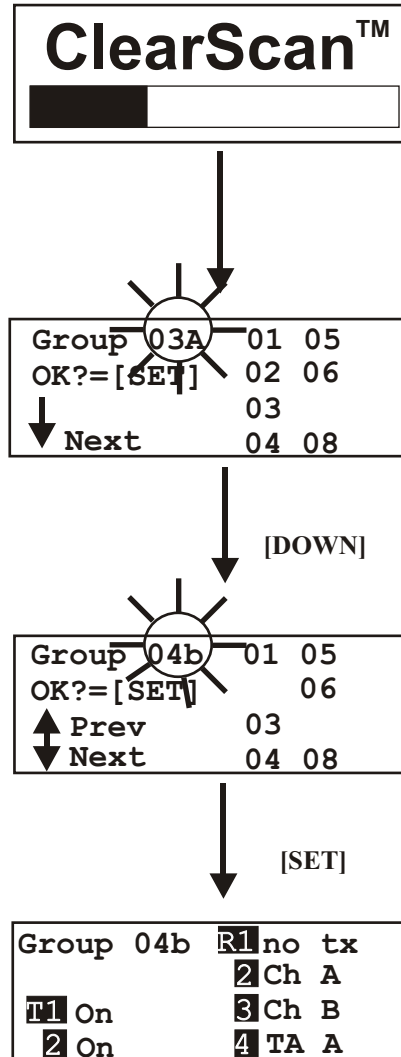 ClearScan™
Group 03A 01 05
OK?=[SET] 02 06
03
Next 04 08
[DOWN]
Group 04b 01 05
OK?=[SET] 06
Prev 03
Next 04 08
[SET]
Group 04b R1 no tx
2 Ch A
T1 On 3 Ch B
2 On 4 TA A